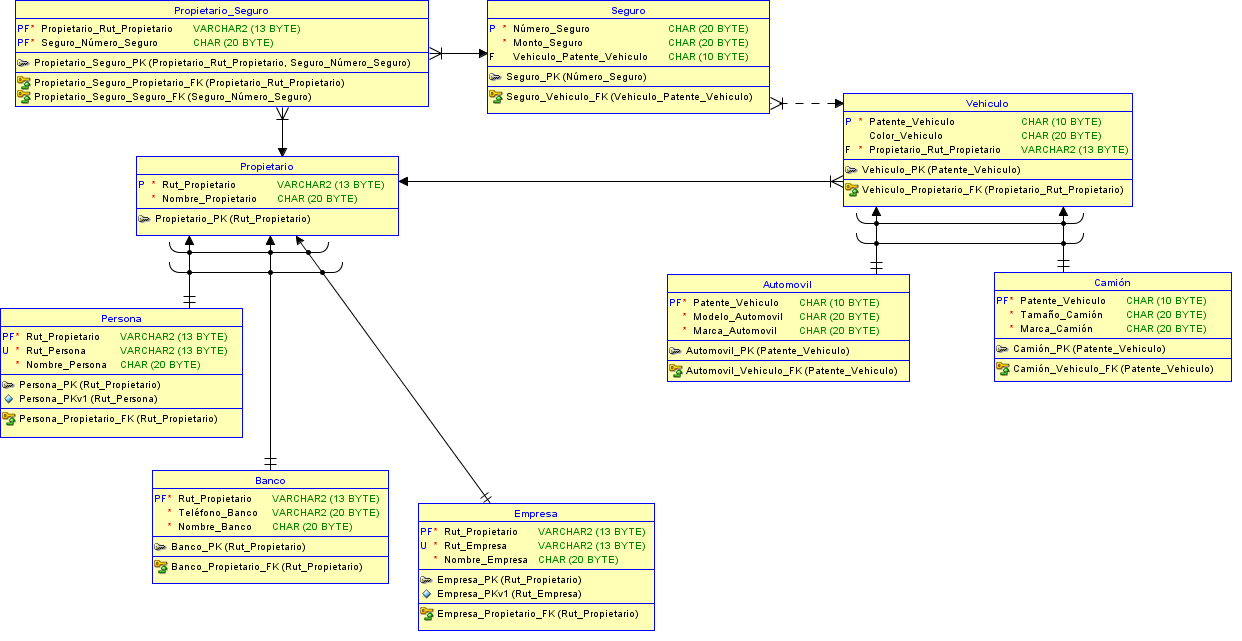 Propietario_Seguro
PF* Propietario_Rut_Propietario VARCHAR2 (13 BYTE)
PF* Seguro_Número_Seguro CHAR (20 BYTE)
Propietario_Seguro_PK (Propietario_Rut_Propietario, Seguro_Número_Seguro)
Propietario_Seguro_Propietario_FK (Propietario_Rut_Propietario)
Propietario_Seguro_Seguro_FK (Seguro_Número_Seguro)
Seguro
P * Número_Seguro CHAR (20 BYTE)
* Monto_Seguro CHAR (20 BYTE)
F Vehiculo_Patente_Vehiculo CHAR (10 BYTE)
Seguro_PK (Número_Seguro)
Seguro_Vehiculo_FK (Vehiculo_Patente_Vehiculo)
Vehiculo
P * Patente_Vehiculo CHAR (10 BYTE)
Color_Vehiculo CHAR (20 BYTE)
F * Propietario_Rut_Propietario VARCHAR2 (13 BYTE)
Vehiculo_PK (Patente_Vehiculo)
Vehiculo_Propietario_FK (Propietario_Rut_Propietario)
Propietario
P * Rut_Propietario VARCHAR2 (13 BYTE)
* Nombre_Propietario CHAR (20 BYTE)
Propietario_PK (Rut_Propietario)
Automovil
PF* Patente_Vehiculo CHAR (10 BYTE)
* Modelo_Automovil CHAR (20 BYTE)
* Marca_Automovil CHAR (20 BYTE)
Automovil_PK (Patente_Vehiculo)
Automovil_Vehiculo_FK (Patente_Vehiculo)
Camión
PF* Patente_Vehiculo CHAR (10 BYTE)
* Tamaño_Camión CHAR (20 BYTE)
* Marca_Camión CHAR (20 BYTE)
Camión_PK (Patente_Vehiculo)
Camión_Vehiculo_FK (Patente_Vehiculo)
Persona
PF* Rut_Propietario VARCHAR2 (13 BYTE)
U * Rut_Persona VARCHAR2 (13 BYTE)
* Nombre_Persona CHAR (20 BYTE)
Persona_PK (Rut_Propietario)
Persona_PKv1 (Rut_Persona)
Persona_Propietario_FK (Rut_Propietario)
Banco
PF* Rut_Propietario VARCHAR2 (13 BYTE)
* Teléfono_Banco VARCHAR2 (20 BYTE)
* Nombre_Banco CHAR (20 BYTE)
Banco_PK (Rut_Propietario)
Banco_Propietario_FK (Rut_Propietario)
Empresa
PF* Rut_Propietario VARCHAR2 (13 BYTE)
U * Rut_Empresa VARCHAR2 (13 BYTE)
* Nombre_Empresa CHAR (20 BYTE)
Empresa_PK (Rut_Propietario)
Empresa_PKv1 (Rut_Empresa)
Empresa_Propietario_FK (Rut_Propietario)